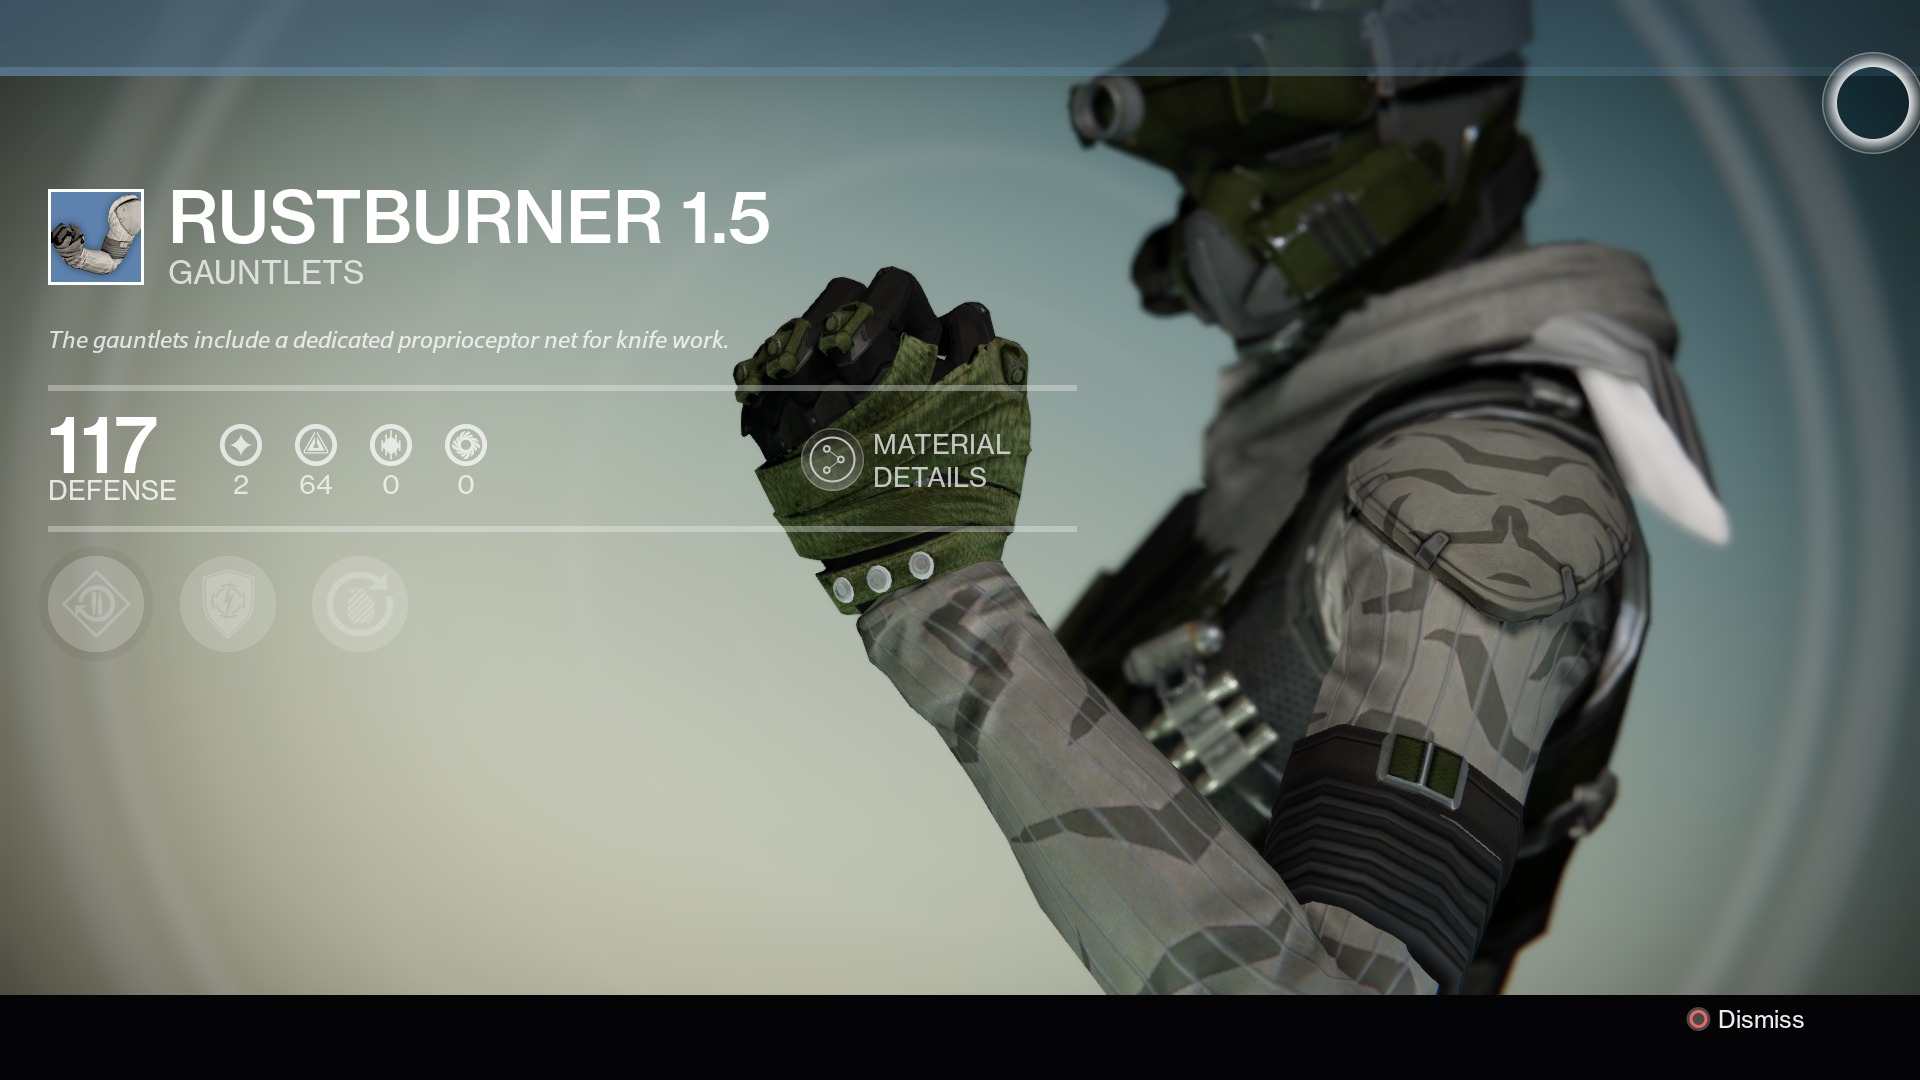 RUSTBURNER 1.5
GAUNTLETS
The gauntlets include a dedicated proprioceptor net for knife work.
117
DEFENSE
2 64 0 0
MATERIAL
DETAILS
Dismiss